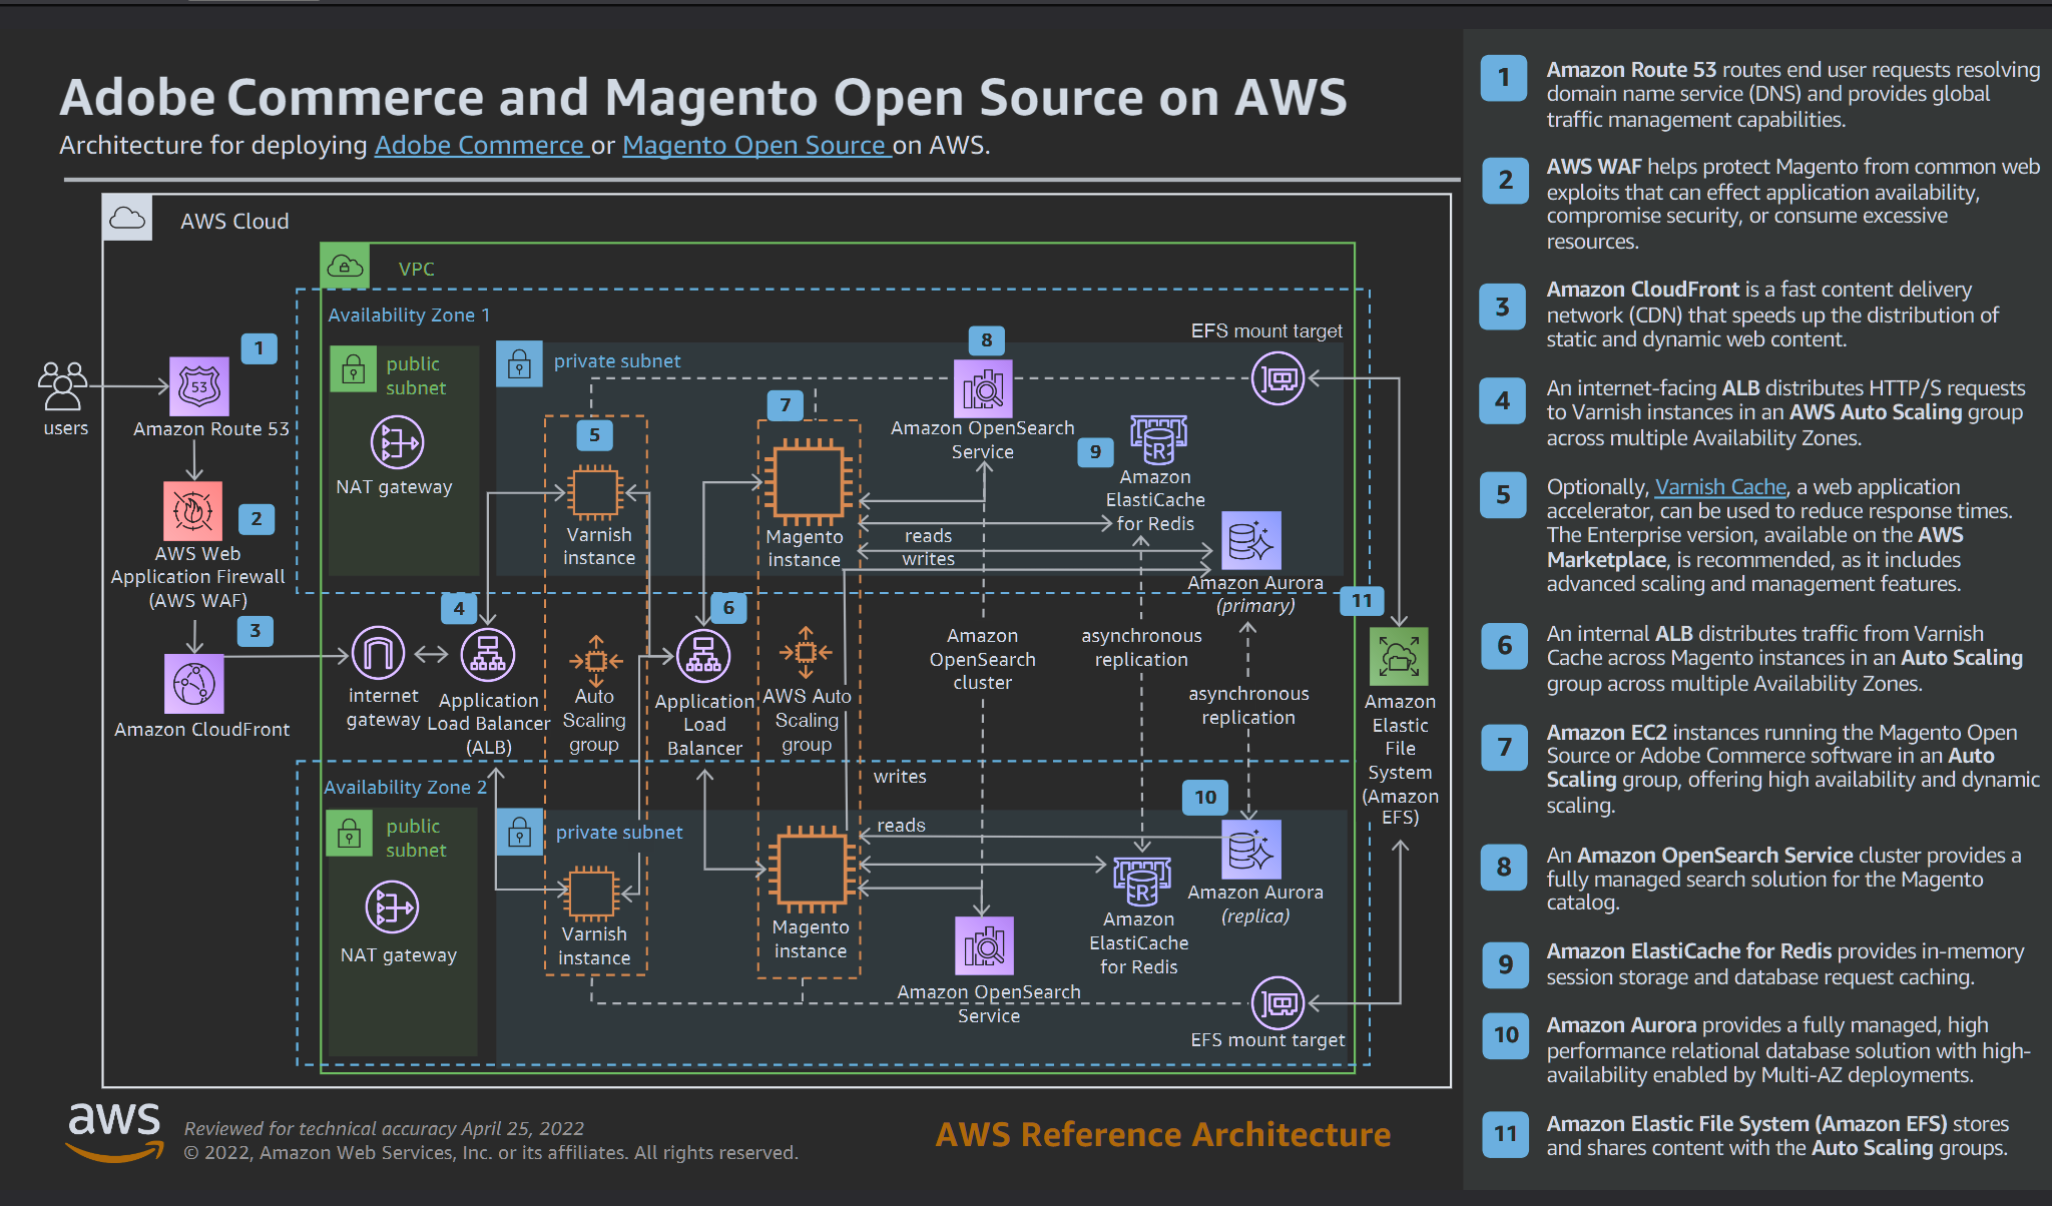 Adobe Commerce and Magento Open Source on AWS
Architecture for deploying Adobe Commerce or Magento Open Source on AWS.
AWS Cloud
VPC
Availability Zone 1
EFS mount target
public
subnet
private subnet
NAT gateway
users
1
Amazon Route 53
53
2
AWS Web
Application Firewall
(AWS WAF)
3
Amazon CloudFront
internet
gateway
4
Application
Load Balancer
(ALB)
5
Varnish
instance
Auto
Scaling
group
6
Application
Load
Balancer
7
Magento
instance
AWS Auto
Scaling
group
8
Amazon OpenSearch
Service
9
R
Amazon
ElastiCache
for Redis
reads
writes
Amazon Aurora
(primary)
Amazon
OpenSearch
cluster
asynchronous
replication
asynchronous
replication
11
Amazon
Elastic
File
System
(Amazon
EFS)
Availability Zone 2
public
subnet
private subnet
NAT gateway
Varnish
instance
Magento
instance
writes
reads
10
Amazon Aurora
(replica)
R
Amazon
ElastiCache
for Redis
Amazon OpenSearch
Service
EFS mount target
aws
Reviewed for technical accuracy April 25, 2022
© 2022, Amazon Web Services, Inc. or its affiliates. All rights reserved.
AWS Reference Architecture
1
Amazon Route 53 routes end user requests resolving
domain name service (DNS) and provides global
traffic management capabilities.
2
AWS WAF helps protect Magento from common web
exploits that can effect application availability,
compromise security, or consume excessive
resources.
3
Amazon CloudFront is a fast content delivery
network (CDN) that speeds up the distribution of
static and dynamic web content.
4
An internet-facing ALB distributes HTTP/S requests
to Varnish instances in an AWS Auto Scaling group
across multiple Availability Zones.
5
Optionally, Varnish Cache, a web application
accelerator, can be used to reduce response times.
The Enterprise version, available on the AWS
Marketplace, is recommended, as it includes
advanced scaling and management features.
6
An internal ALB distributes traffic from Varnish
Cache across Magento instances in an Auto Scaling
group across multiple Availability Zones.
7
Amazon EC2 instances running the Magento Open
Source or Adobe Commerce software in an Auto
Scaling group, offering high availability and dynamic
scaling.
8
An Amazon OpenSearch Service cluster provides a
fully managed search solution for the Magento
catalog.
9
Amazon ElastiCache for Redis provides in-memory
session storage and database request caching.
10
Amazon Aurora provides a fully managed, high
performance relational database solution with high-
availability enabled by Multi-AZ deployments.
11
Amazon Elastic File System (Amazon EFS) stores
and shares content with the Auto Scaling groups.